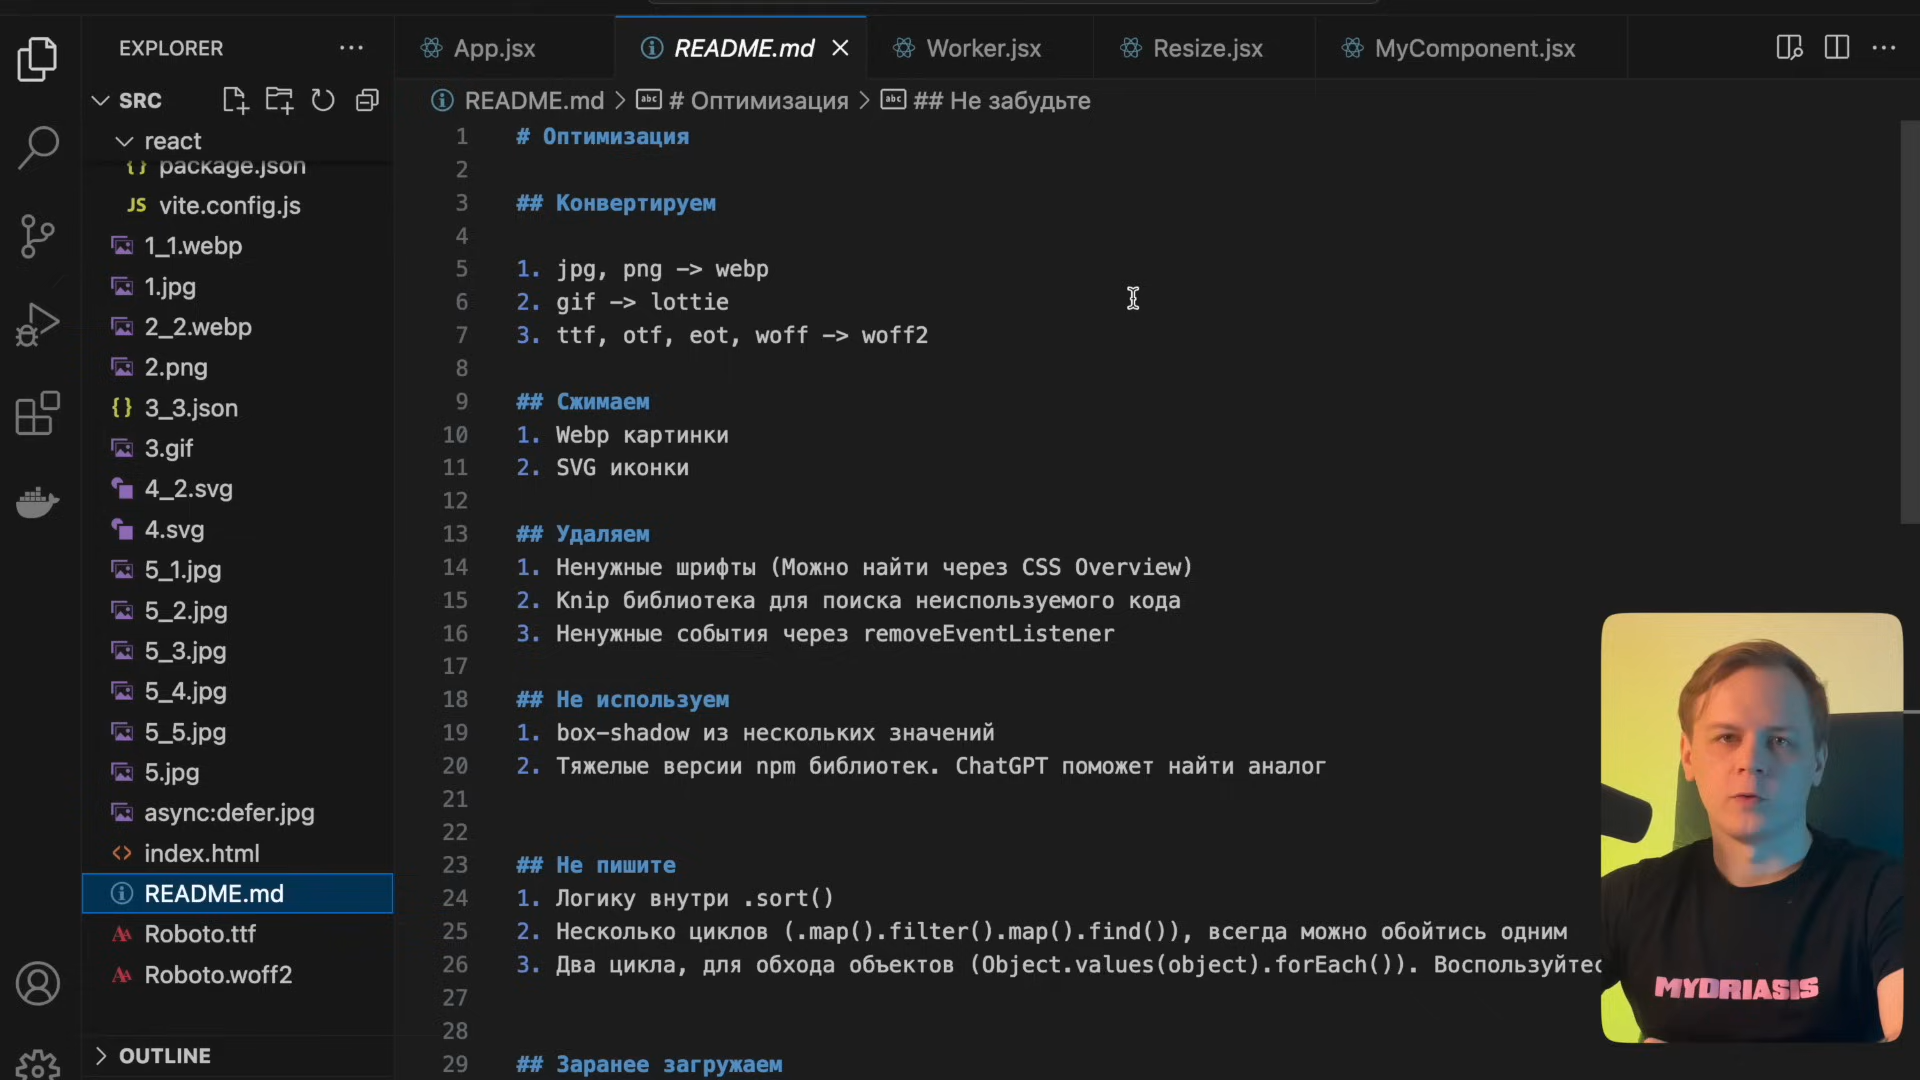 EXPLORER
SRC
react
package.json
vite.config.js
1_1.webp
1.jpg
2_2.webp
2.png
3_3.json
3.gif
4_2.svg
4.svg
5_1.jpg
5_2.jpg
5_3.jpg
5_4.jpg
5_5.jpg
5.jpg
async:defer.jpg
index.html
README.md
Roboto.ttf
Roboto.woff2
OUTLINE
App.jsx README.md Worker.jsx Resize.jsx MyComponent.jsx
README.md > # Оптимизация > ## Не забудьте
1 # Оптимизация
2
3 ## Конвертируем
4
5 1. jpg, png -> webp
6 2. gif -> lottie
7 3. ttf, otf, eot, woff -> woff2
8
9 ## Сжимаем
10 1. Webp картинки
11 2. SVG иконки
12
13 ## Удаляем
14 1. Ненужные шрифты (Можно найти через CSS Overview)
15 2. Knip библиотека для поиска неиспользуемого кода
16 3. Ненужные события через removeEventListener
17
18 ## Не используем
19 1. box-shadow из нескольких значений
20 2. Тяжелые версии npm библиотек. ChatGPT поможет найти аналог
21
22
23 ## Не пишите
24 1. Логику внутри .sort()
25 2. Несколько циклов (.map().filter().map().find()), всегда можно обойтись одним
26 3. Два цикла, для обхода объектов (Object.values(object).forEach()). Воспользуйтес
27
28
29 ## Заранее загружаем
MYDRIASIS